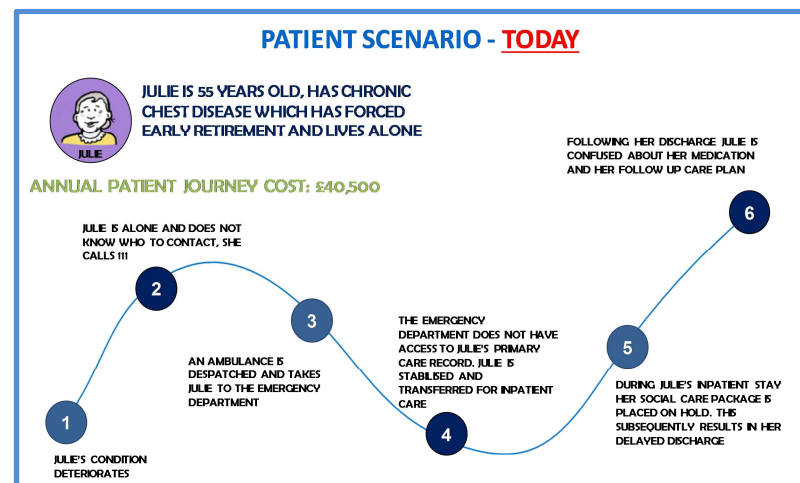 PATIENT SCENARIO - TODAY
JULIE IS 55 YEARS OLD, HAS CHRONIC
CHEST DISEASE WHICH HAS FORCED
EARLY RETIREMENT AND LIVES ALONE
JULIE
ANNUAL PATIENT JOURNEY COST: £40,500
1
JULIE'S CONDITION
DETERIORATES
2
JULIE IS ALONE AND DOES NOT
KNOW WHO TO CONTACT, SHE
CALLS 111
3
AN AMBULANCE IS
DESPATCHED AND TAKES
JULIE TO THE EMERGENCY
DEPARTMENT
4
THE EMERGENCY
DEPARTMENT DOES NOT HAVE
ACCESS TO JULIE'S PRIMARY
CARE RECORD. JULIE IS
STABILISED AND
TRANSFERRED FOR INPATIENT
CARE
5
DURING JULIE'S INPATIENT STAY
HER SOCIAL CARE PACKAGE IS
PLACED ON HOLD. THIS
SUBSEQUENTLY RESULTS IN HER
DELAYED DISCHARGE
6
FOLLOWING HER DISCHARGE JULIE IS
CONFUSED ABOUT HER MEDICATION
AND HER FOLLOW UP CARE PLAN